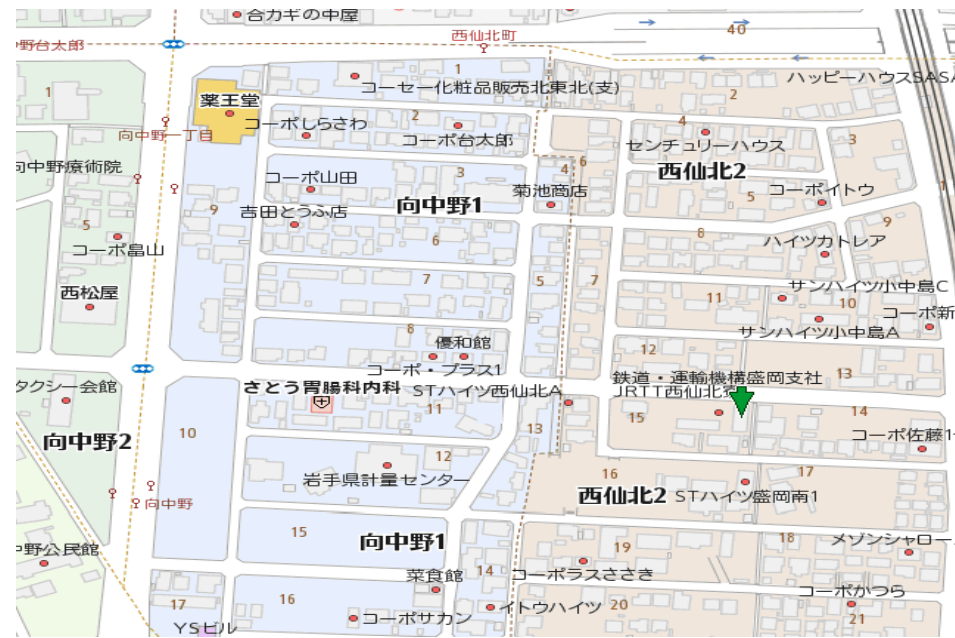 合カギの中屋
西仙北町
40
中野台太郎
1
ハッピーハウスSASA
コーセー化粧品販売北東北(支)
1
2
薬王堂
コーポしらさわ
2
4
向中野一丁目
コーポ台太郎
センチュリーハウス
3
向中野療術院
6
4
西仙北2
コーポ山田
3
菊池商店
コーポイトウ
5
向中野1
吉田とうふ店
9
5
コーポ畠山
6
8
ハイツカトレア
9
7
5
7
サンハイツ小中島C
西松屋
11
10
コーポ新
8
優和館
サンハイツ小中島A
12
コーポ・プラス1
鉄道・運輸機構盛岡支社
13
タクシー会館
さとう胃腸科内科
STハイツ西仙北A
JRTT西仙北寮
11
15
14
10
13
コーポ佐藤1
向中野2
12
16
17
岩手県計量センター
西仙北2
STハイツ盛岡南1
向中野
15
向中野1
18
メゾンシャロー
中野公民館
19
菜食館
14
コーポラスささき
コーポかつら
17
16
イトウハイツ
20
コーポサカン
21
YSビル